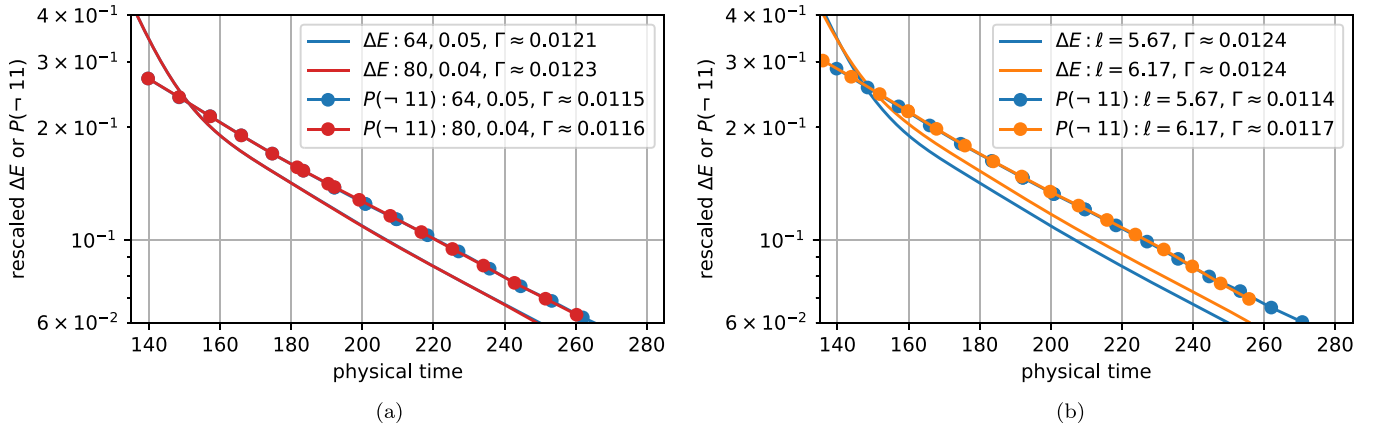 rescaled ΔE or P(¬ 11)
4 × 10⁻¹
3 × 10⁻¹
2 × 10⁻¹
10⁻¹
6 × 10⁻²
ΔE : 64, 0.05, Γ ≈ 0.0121
ΔE : 80, 0.04, Γ ≈ 0.0123
P(¬ 11) : 64, 0.05, Γ ≈ 0.0115
P(¬ 11) : 80, 0.04, Γ ≈ 0.0116
140 160 180 200 220 240 260 280
physical time
(a)
rescaled ΔE or P(¬ 11)
4 × 10⁻¹
3 × 10⁻¹
2 × 10⁻¹
10⁻¹
6 × 10⁻²
ΔE : ℓ = 5.67, Γ ≈ 0.0124
ΔE : ℓ = 6.17, Γ ≈ 0.0124
P(¬ 11) : ℓ = 5.67, Γ ≈ 0.0114
P(¬ 11) : ℓ = 6.17, Γ ≈ 0.0117
140 160 180 200 220 240 260 280
physical time
(b)